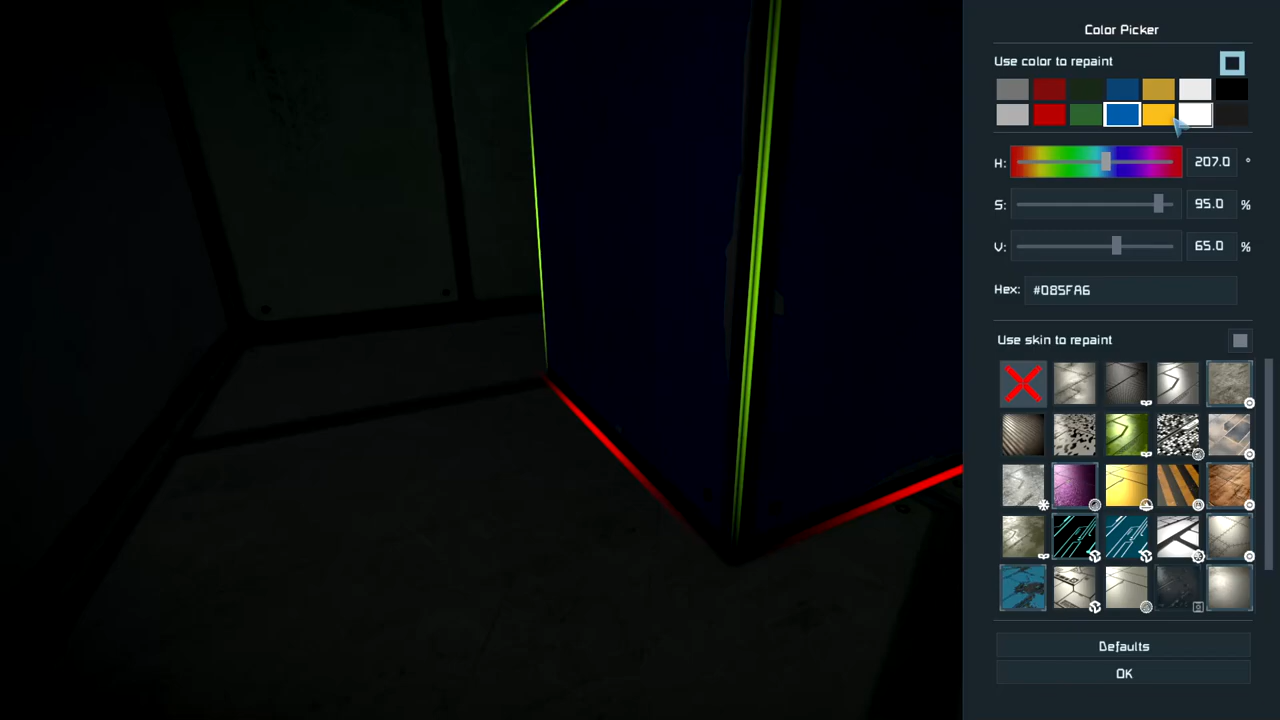 Color Picker
Use color to repaint
H: 207.0 °
S: 95.0 %
V: 65.0 %
Hex: #085FA6
Use skin to repaint
Defaults
OK